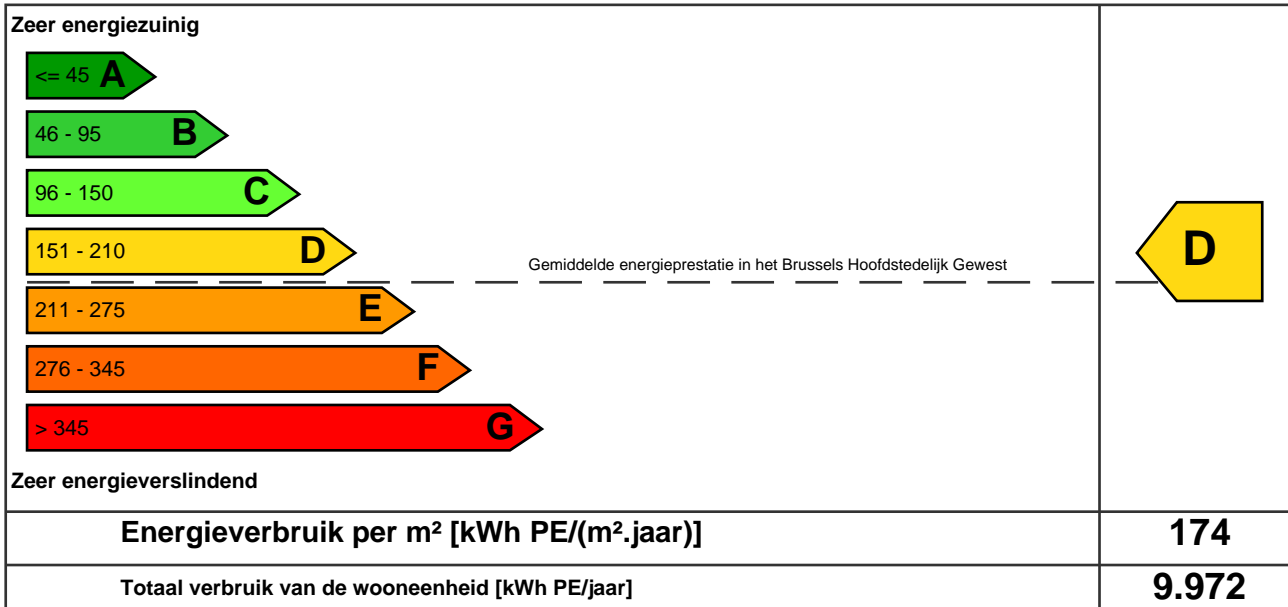 Zeer energiezuinig
<= 45 A
46 - 95 B
96 - 150 C
151 - 210 D
Gemiddelde energieprestatie in het Brussels Hoofdstedelijk Gewest
D
211 - 275 E
276 - 345 F
> 345 G
Zeer energieverslindend
Energieverbruik per m² [kWh PE/(m².jaar)] 174
Totaal verbruik van de wooneenheid [kWh PE/jaar] 9.972